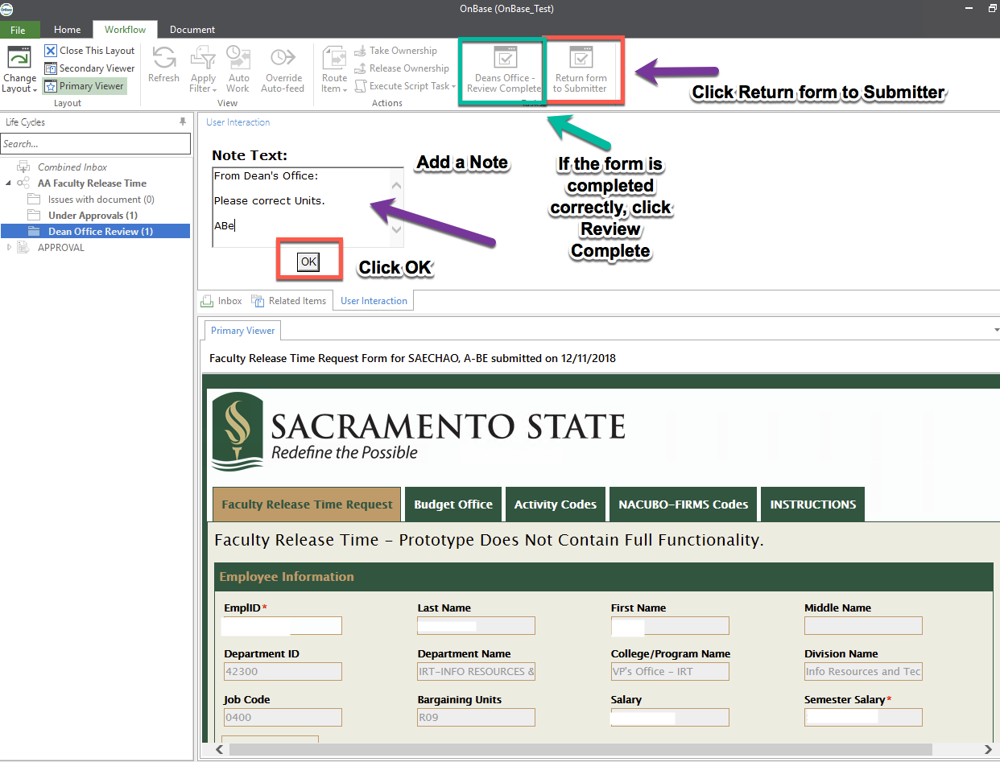 OnBase (OnBase_Test)
File Home Workflow Document
Change Layout
Close This Layout
Secondary Viewer
Primary Viewer
Layout
Refresh
Apply Filter
Auto Work
Override Auto-feed
View
Route Item
Take Ownership
Release Ownership
Execute Script Task
Actions
Deans Office -
Review Complete
Return form
to Submitter
Click Return form to Submitter
Life Cycles
Search...
Combined Inbox
AA Faculty Release Time
Issues with document (0)
Under Approvals (1)
Dean Office Review (1)
APPROVAL
User Interaction
Note Text:
From Dean's Office:
Please correct Units.
ABe
OK
Add a Note
Click OK
If the form is
completed
correctly, click
Review
Complete
Inbox Related Items User Interaction
Primary Viewer
Faculty Release Time Request Form for SAECHAO, A-BE submitted on 12/11/2018
SACRAMENTO STATE
Redefine the Possible
Faculty Release Time Request Budget Office Activity Codes NACUBO-FIRMS Codes INSTRUCTIONS
Faculty Release Time - Prototype Does Not Contain Full Functionality.
Employee Information
EmplID* Last Name First Name Middle Name
Department ID Department Name College/Program Name Division Name
42300 IRT-INFO RESOURCES & VP's Office - IRT Info Resources and Tec
Job Code Bargaining Units Salary Semester Salary*
0400 R09